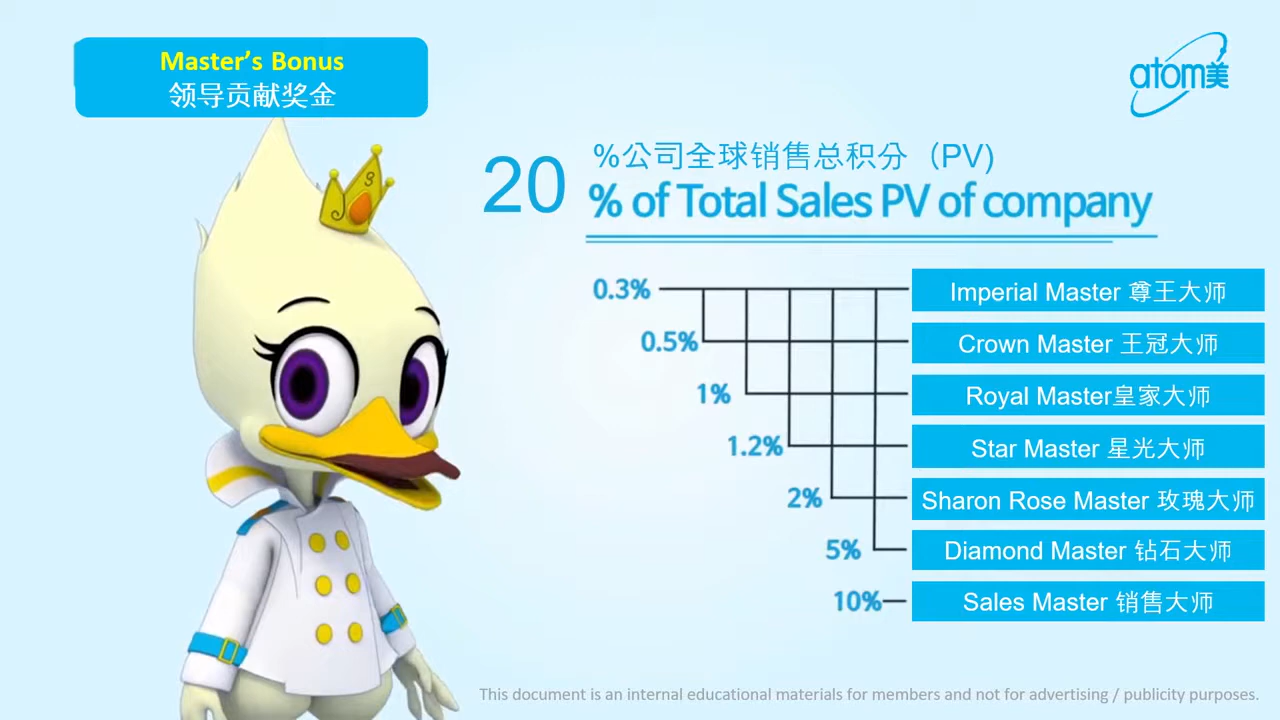 Master’s Bonus
领导贡献奖金
atom美
20
%公司全球销售总积分（PV)
% of Total Sales PV of company
0.3%
Imperial Master 尊王大师
0.5%
Crown Master 王冠大师
1%
Royal Master皇家大师
1.2%
Star Master 星光大师
2%
Sharon Rose Master 玫瑰大师
5%
Diamond Master 钻石大师
10%
Sales Master 销售大师
This document is an internal educational materials for members and not for advertising / publicity purposes.